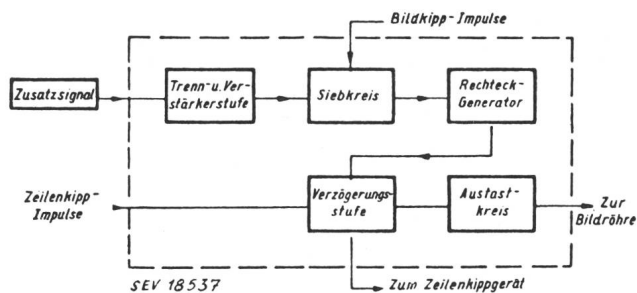 Bildkipp-Impulse
Zusatzsignal
Trenn-u. Ver-
stärkerstufe
Siebkreis
Rechteck-
Generator
Zeilenkipp-
Impulse
Verzögerungs-
stufe
Austast-
kreis
Zur
Bildröhre
SEV 18537
Zum Zeilenkippgerät